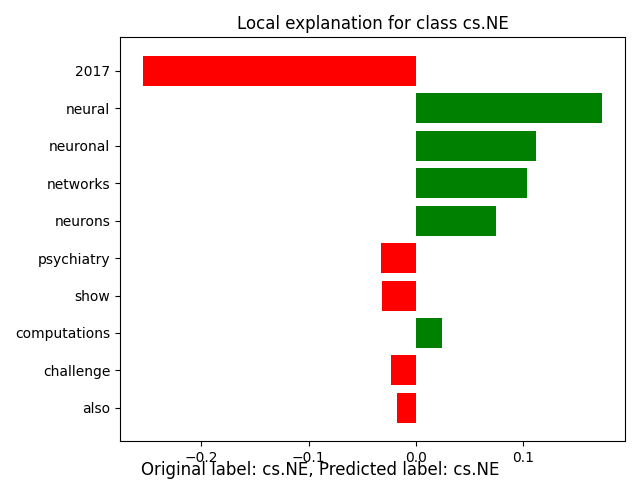 Local explanation for class cs.NE
2017
neural
neuronal
networks
neurons
psychiatry
show
computations
challenge
also
−0.2 −0.1 0.0 0.1
Original label: cs.NE, Predicted label: cs.NE